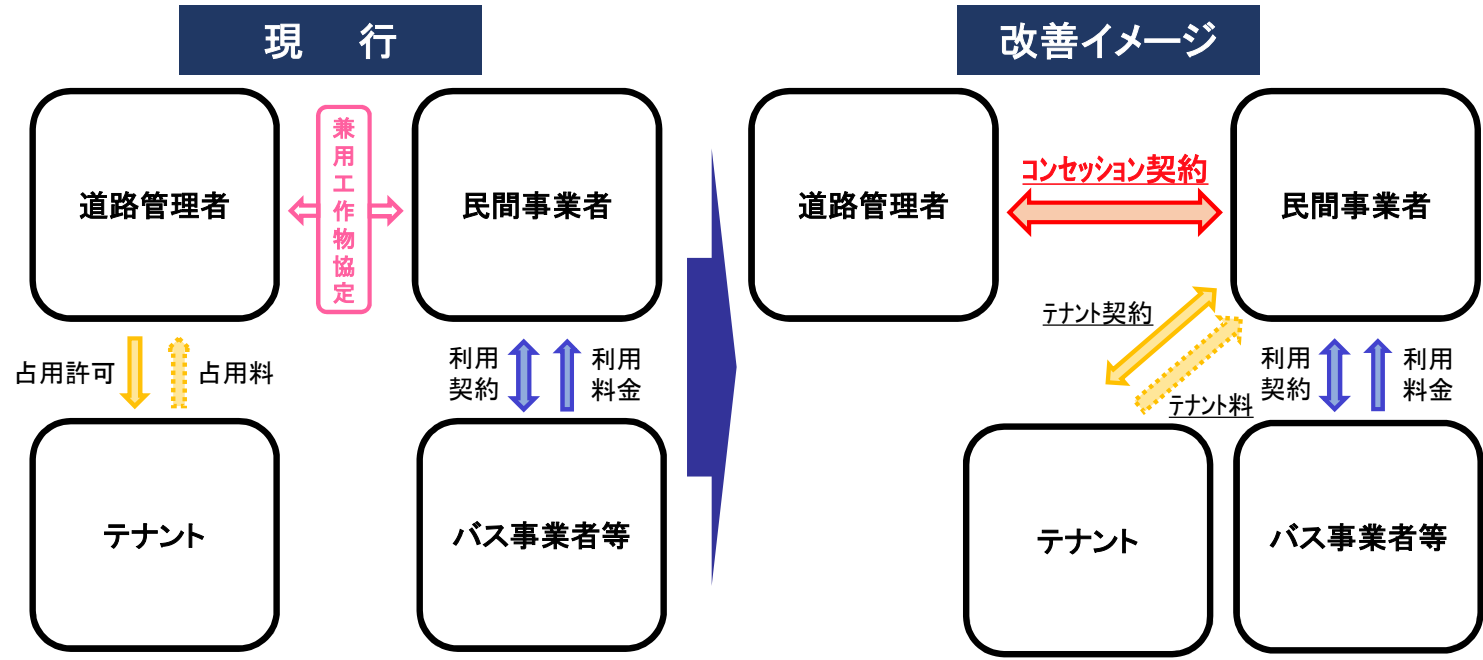 現　行
道路管理者
兼用工作物協定
民間事業者
占用許可
占用料
利用
契約
利用
料金
テナント
バス事業者等
改善イメージ
道路管理者
コンセッション契約
民間事業者
テナント契約
テナント料
利用
契約
利用
料金
テナント
バス事業者等